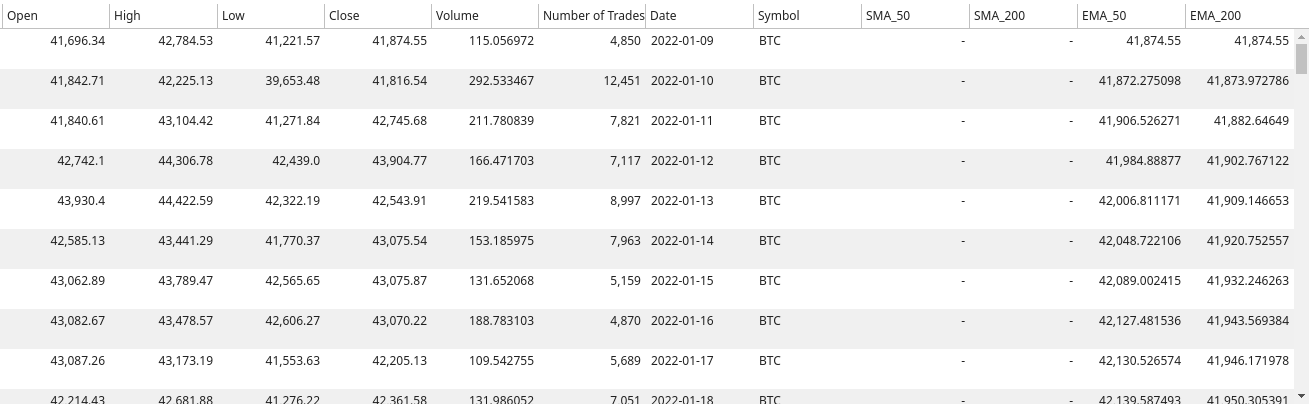 Open High Low Close Volume Number of Trades Date Symbol SMA_50 SMA_200 EMA_50 EMA_200
41,696.34 42,784.53 41,221.57 41,874.55 115.056972 4,850 2022-01-09 BTC - - 41,874.55 41,874.55
41,842.71 42,225.13 39,653.48 41,816.54 292.533467 12,451 2022-01-10 BTC - - 41,872.275098 41,873.972786
41,840.61 43,104.42 41,271.84 42,745.68 211.780839 7,821 2022-01-11 BTC - - 41,906.526271 41,882.64649
42,742.1 44,306.78 42,439.0 43,904.77 166.471703 7,117 2022-01-12 BTC - - 41,984.88877 41,902.767122
43,930.4 44,422.59 42,322.19 42,543.91 219.541583 8,997 2022-01-13 BTC - - 42,006.811171 41,909.146653
42,585.13 43,441.29 41,770.37 43,075.54 153.185975 7,963 2022-01-14 BTC - - 42,048.722106 41,920.752557
43,062.89 43,789.47 42,565.65 43,075.87 131.652068 5,159 2022-01-15 BTC - - 42,089.002415 41,932.246263
43,082.67 43,478.57 42,606.27 43,070.22 188.783103 4,870 2022-01-16 BTC - - 42,127.481536 41,943.569384
43,087.26 43,173.19 41,553.63 42,205.13 109.542755 5,689 2022-01-17 BTC - - 42,130.526574 41,946.171978
42,214.43 42,681.88 41,276.22 42,361.58 131.986052 7,051 2022-01-18 BTC - - 42,139.587493 41,950.305391